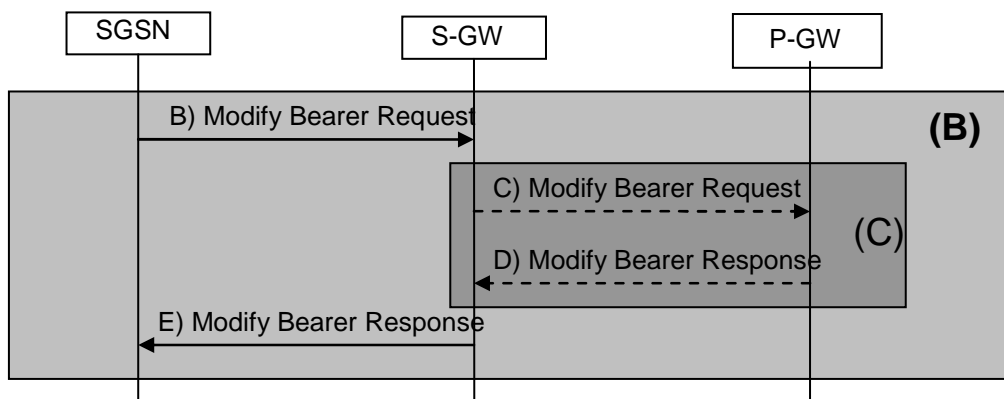 SGSN
S-GW
P-GW
B) Modify Bearer Request
(B)
C) Modify Bearer Request
(C)
D) Modify Bearer Response
E) Modify Bearer Response